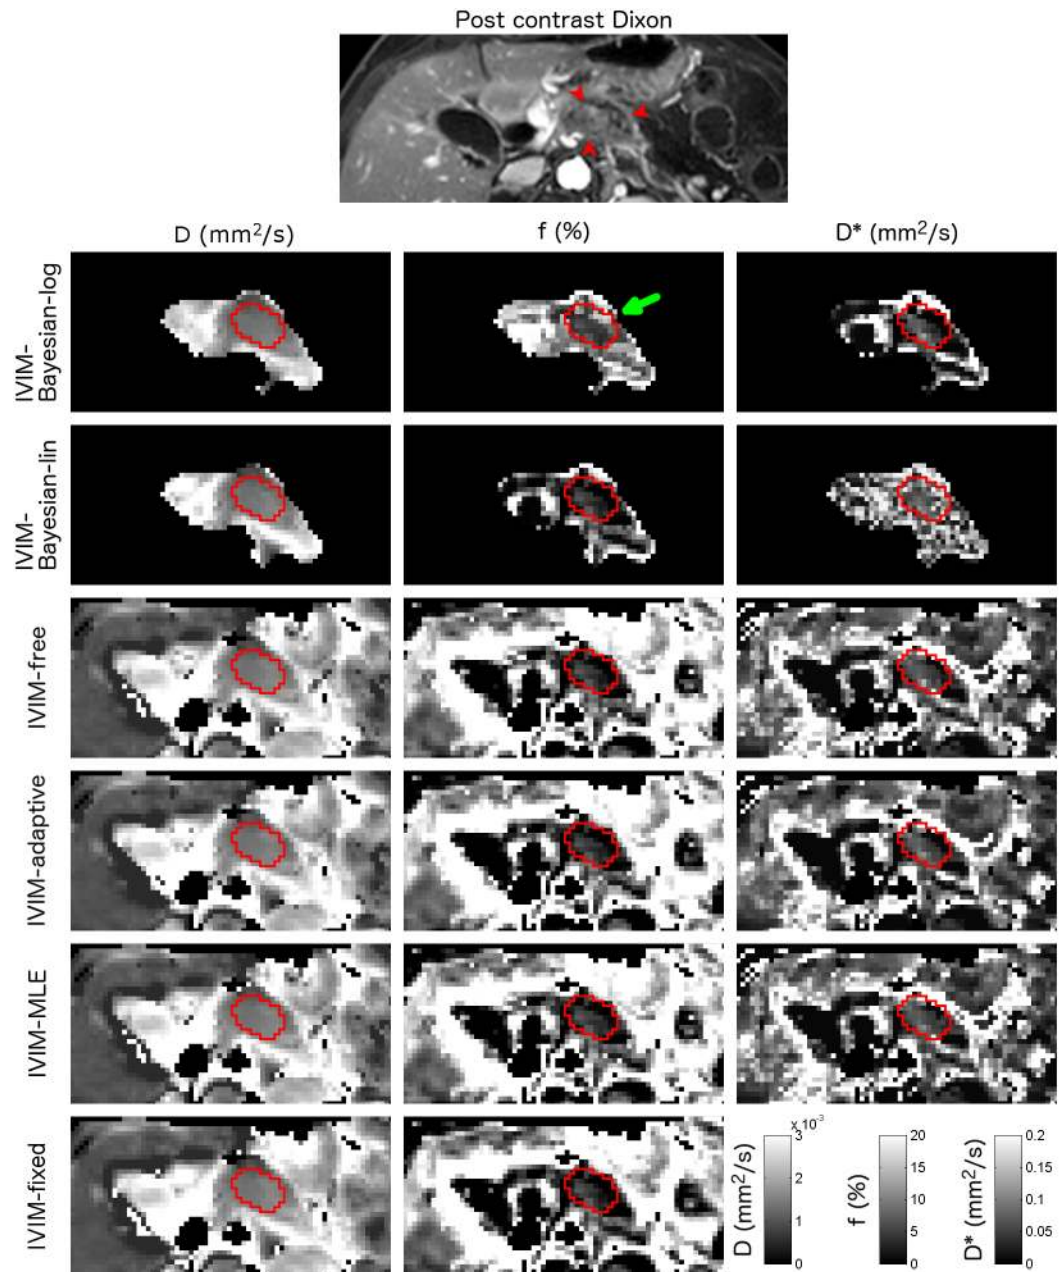 Post contrast Dixon
D (mm²/s)
f (%)
D* (mm²/s)
IVIM-
Bayesian-log
IVIM-
Bayesian-lin
IVIM-free
IVIM-adaptive
IVIM-MLE
IVIM-fixed
D (mm²/s)
x 10⁻³
3
2
1
0
f (%)
20
15
10
5
0
D* (mm²/s)
0.2
0.15
0.1
0.05
0